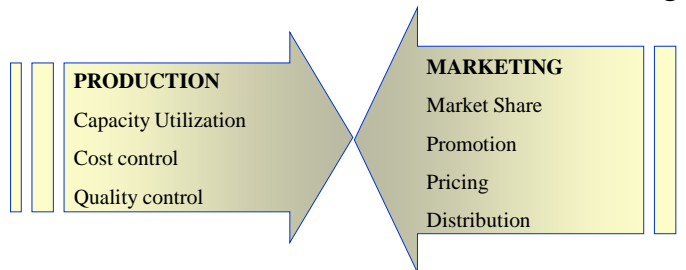 PRODUCTION
Capacity Utilization
Cost control
Quality control
MARKETING
Market Share
Promotion
Pricing
Distribution